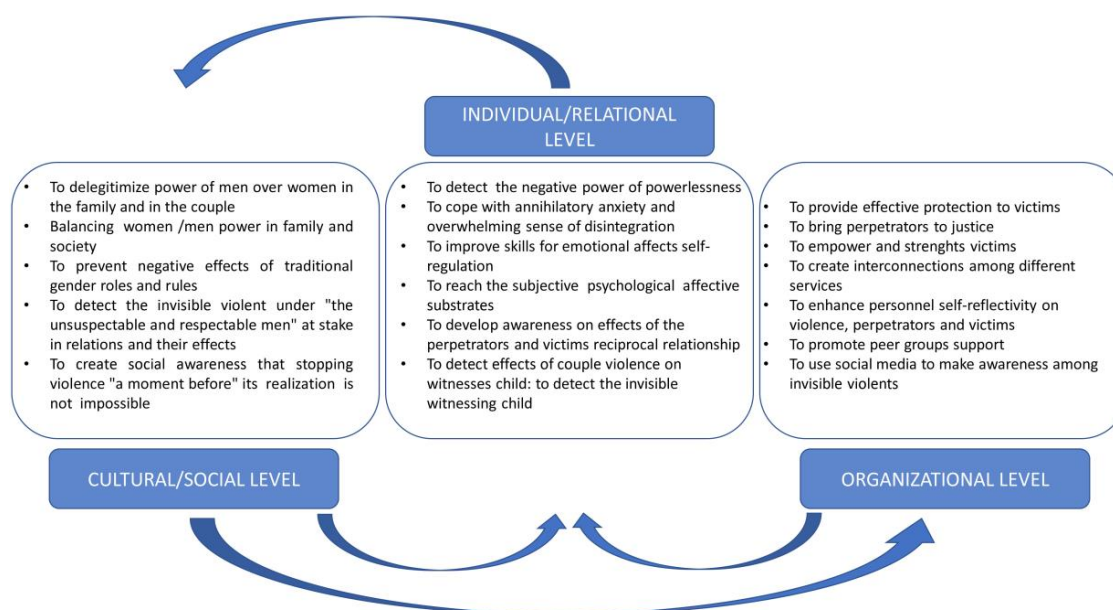 INDIVIDUAL/RELATIONAL
LEVEL
• To delegitimize power of men over women in
the family and in the couple
• Balancing women /men power in family and
society
• To prevent negative effects of traditional
gender roles and rules
• To detect the invisible violent under "the
unsuspectable and respectable men" at stake
in relations and their effects
• To create social awareness that stopping
violence "a moment before" its realization is
not impossible
• To detect the negative power of powerlessness
• To cope with annihilatory anxiety and
overwhelming sense of disintegration
• To improve skills for emotional affects self-
regulation
• To reach the subjective psychological affective
substrates
• To develop awareness on effects of the
perpetrators and victims reciprocal relationship
• To detect effects of couple violence on
witnesses child: to detect the invisible
witnessing child
• To provide effective protection to victims
• To bring perpetrators to justice
• To empower and strenghts victims
• To create interconnections among different
services
• To enhance personnel self-reflectivity on
violence, perpetrators and victims
• To promote peer groups support
• To use social media to make awareness among
invisible violents
CULTURAL/SOCIAL LEVEL
ORGANIZATIONAL LEVEL